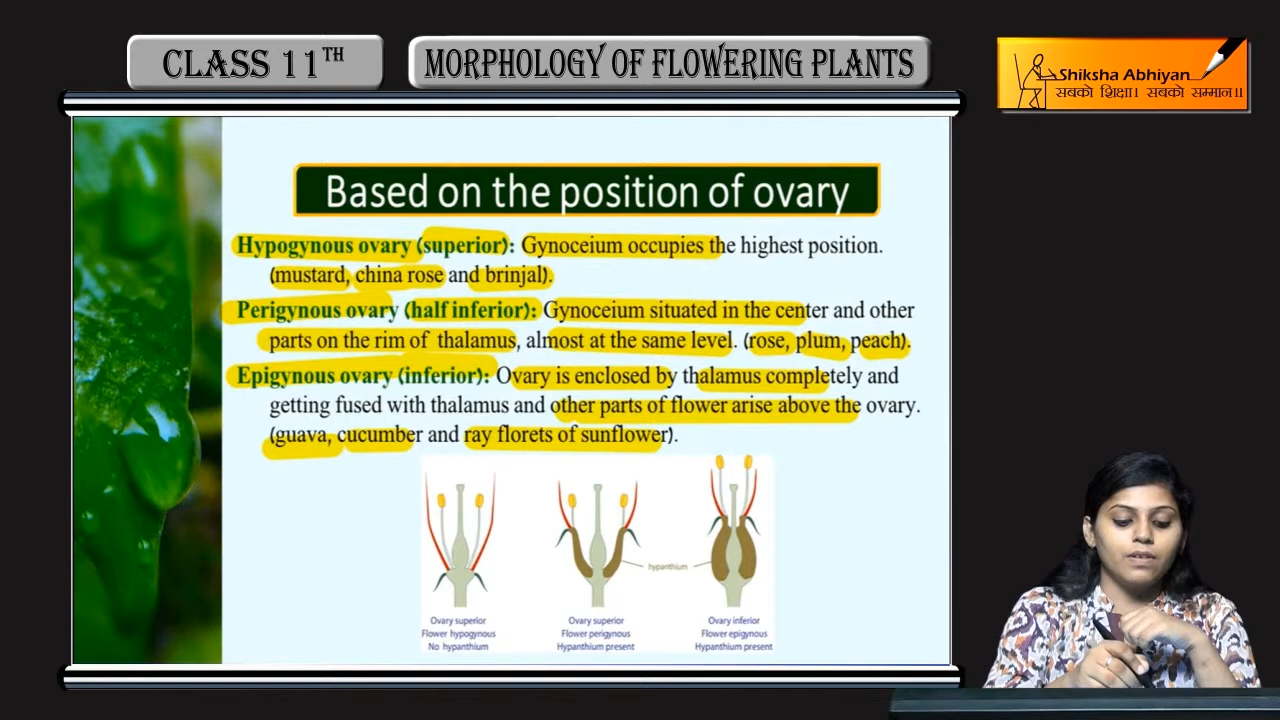 CLASS 11TH
MORPHOLOGY OF FLOWERING PLANTS
Shiksha Abhiyan
सबको शिक्षा। सबको सम्मान॥
Based on the position of ovary
Hypogynous ovary (superior): Gynoceium occupies the highest position.
(mustard, china rose and brinjal).
Perigynous ovary (half inferior): Gynoceium situated in the center and other
parts on the rim of thalamus, almost at the same level. (rose, plum, peach).
Epigynous ovary (inferior): Ovary is enclosed by thalamus completely and
getting fused with thalamus and other parts of flower arise above the ovary.
(guava, cucumber and ray florets of sunflower).
hypanthium
Ovary superior
Flower hypogynous
No hypanthium
Ovary superior
Flower perigynous
Hypanthium present
Ovary inferior
Flower epigynous
Hypanthium present